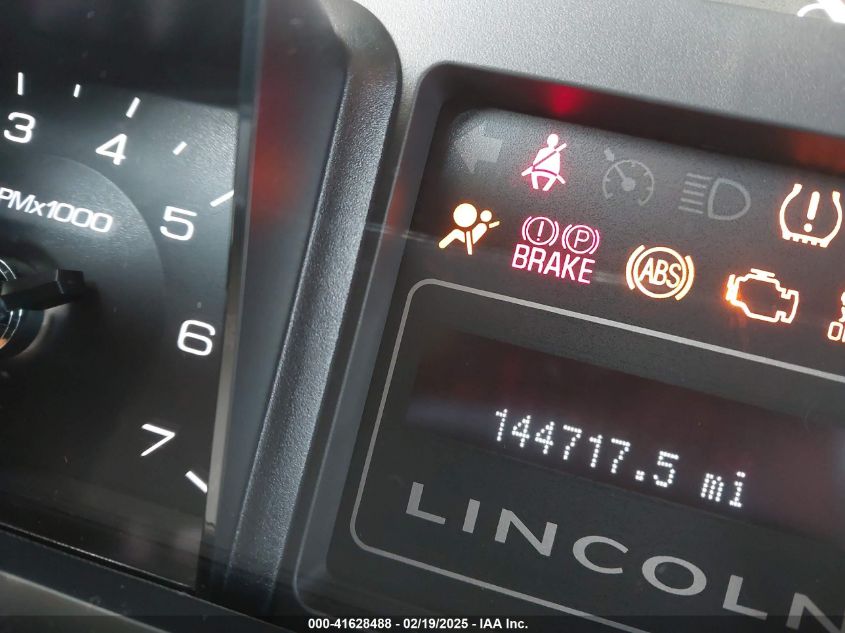 3
4
5
6
7
PMx1000
BRAKE
P
ABS
144717.5 mi
LINCOLN
000-41628488 - 02/19/2025 - IAA Inc.